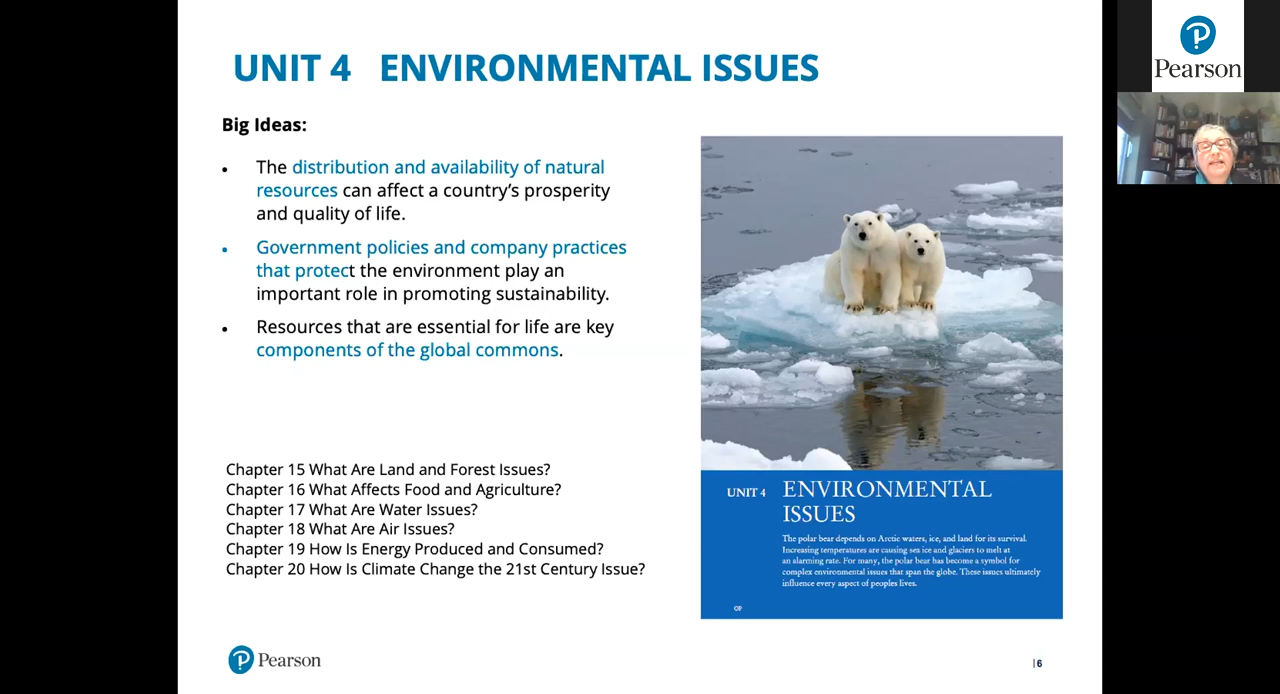 UNIT 4 ENVIRONMENTAL ISSUES
Big Ideas:
• The distribution and availability of natural
resources can affect a country's prosperity
and quality of life.
• Government policies and company practices
that protect the environment play an
important role in promoting sustainability.
• Resources that are essential for life are key
components of the global commons.
Chapter 15 What Are Land and Forest Issues?
Chapter 16 What Affects Food and Agriculture?
Chapter 17 What Are Water Issues?
Chapter 18 What Are Air Issues?
Chapter 19 How Is Energy Produced and Consumed?
Chapter 20 How Is Climate Change the 21st Century Issue?
UNIT 4 ENVIRONMENTAL
ISSUES
The polar bear depends on Arctic waters, ice, and land for its survival.
Increasing temperatures are causing sea ice and glaciers to melt at
an alarming rate. For many, the polar bear has become a symbol for
complex environmental issues that span the globe. These issues ultimately
influence every aspect of peoples lives.
Pearson
|6
Pearson